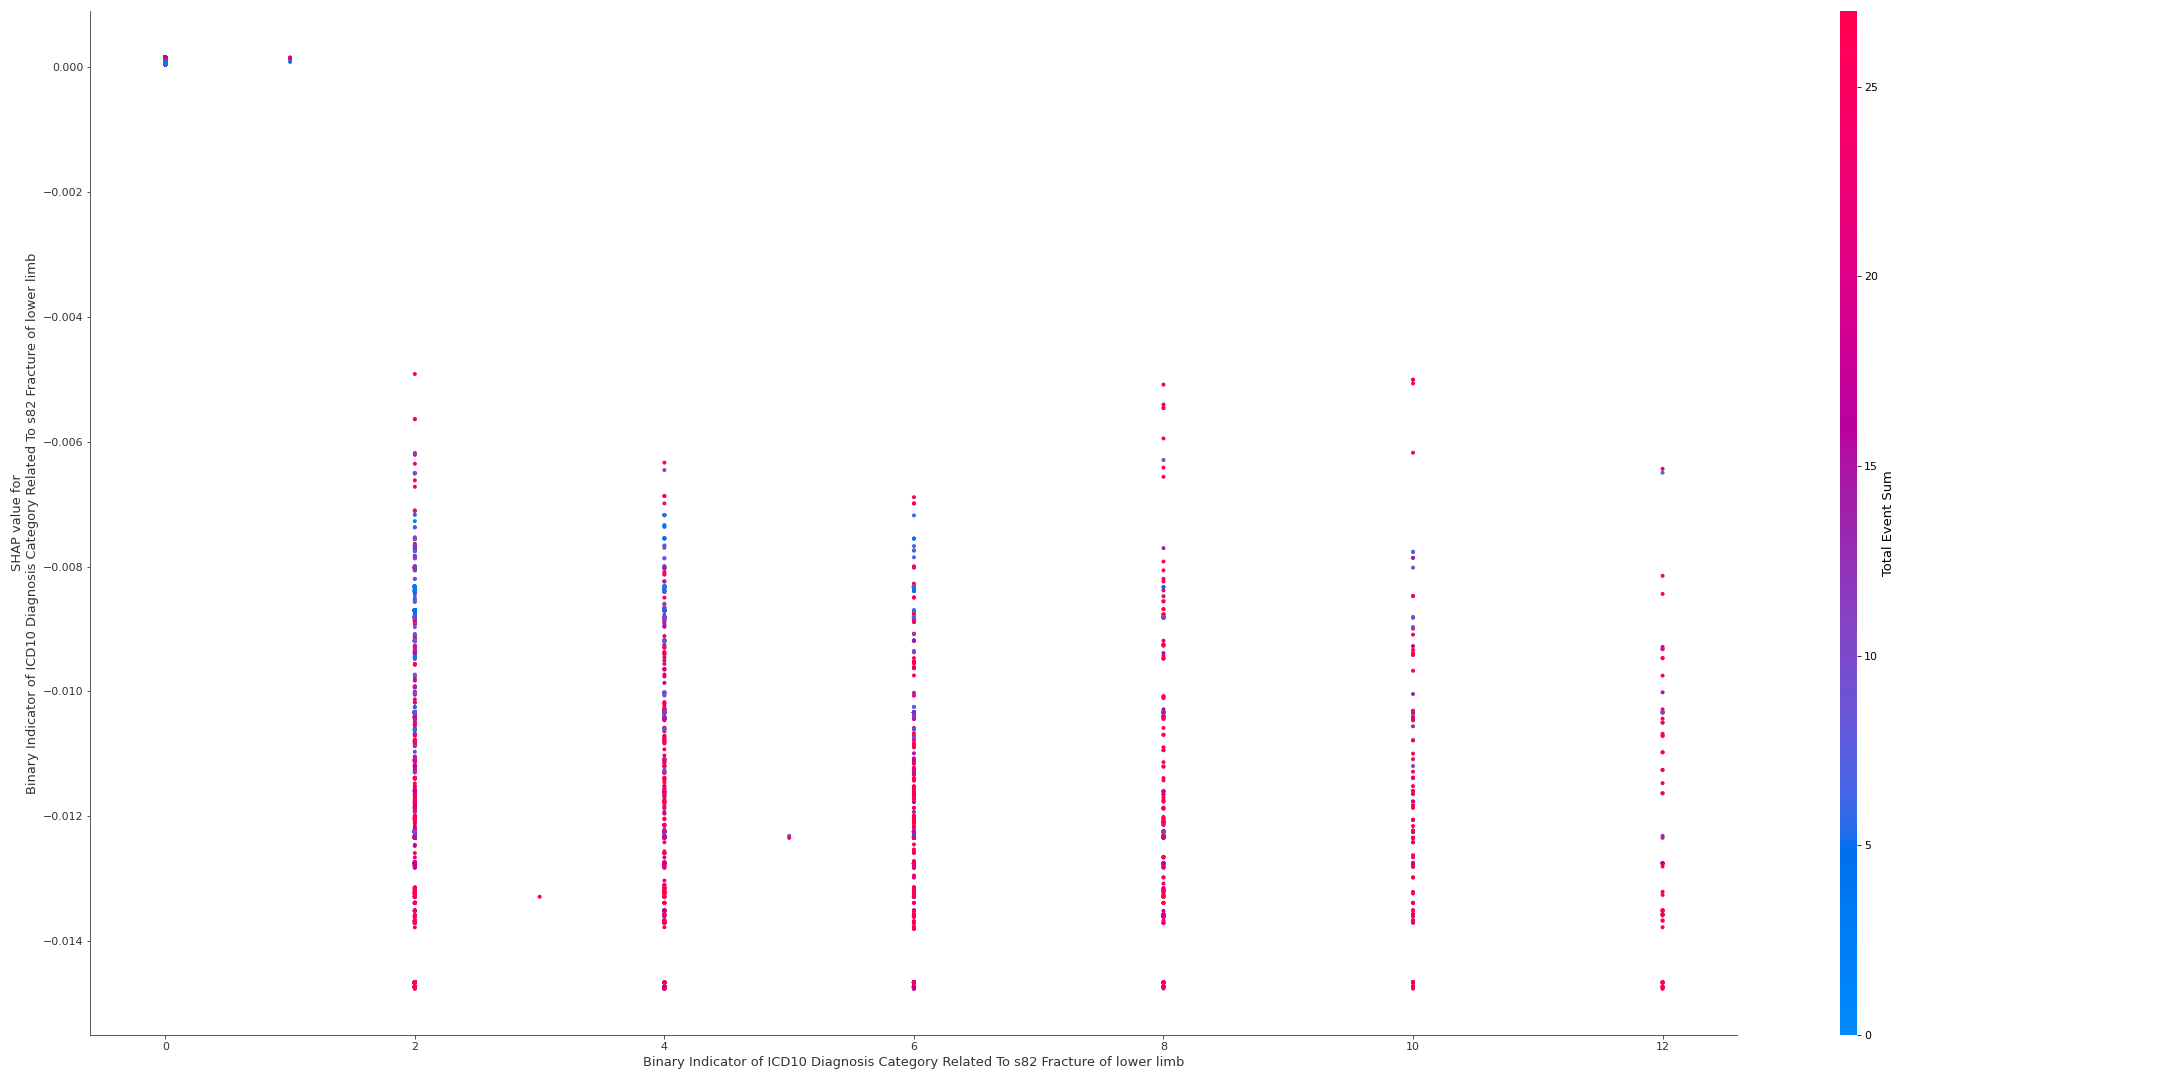 SHAP value for
Binary Indicator of ICD10 Diagnosis Category Related To s82 Fracture of lower limb
0.000
−0.002
−0.004
−0.006
−0.008
−0.010
−0.012
−0.014
0 2 4 6 8 10 12
Binary Indicator of ICD10 Diagnosis Category Related To s82 Fracture of lower limb
25
20
15
10
5
0
Total Event Sum